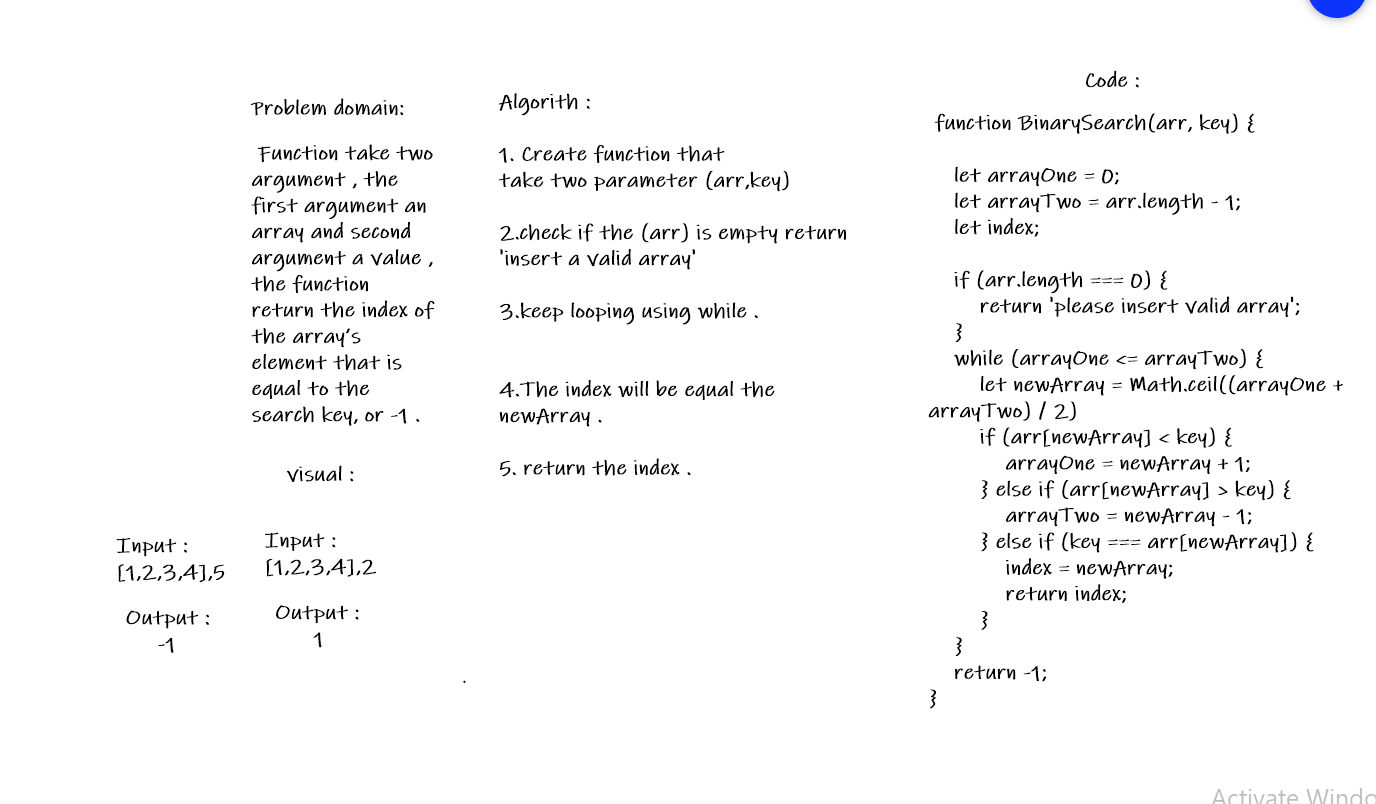 Problem domain:
Function take two
argument , the
first argument an
array and second
argument a value ,
the function
return the index of
the array's
element that is
equal to the
search key, or -1 .
Visual :
Input :
[1,2,3,4],5
Output :
-1
Input :
[1,2,3,4],2
Output :
1
Algorith :
1. Create function that
take two parameter (arr,key)
2.check if the (arr) is empty return
'insert a valid array'
3.keep looping using while .
4.The index will be equal the
newArray .
5. return the index .
Code :
function BinarySearch(arr, key) {
let arrayOne = 0;
let arrayTwo = arr.length - 1;
let index;
if (arr.length === 0) {
return 'please insert valid array';
}
while (arrayOne <= arrayTwo) {
let newArray = Math.ceil((arrayOne +
arrayTwo) / 2)
if (arr[newArray] < key) {
arrayOne = newArray + 1;
} else if (arr[newArray] > key) {
arrayTwo = newArray - 1;
} else if (key === arr[newArray]) {
index = newArray;
return index;
}
}
return -1;
}
Activate Windo